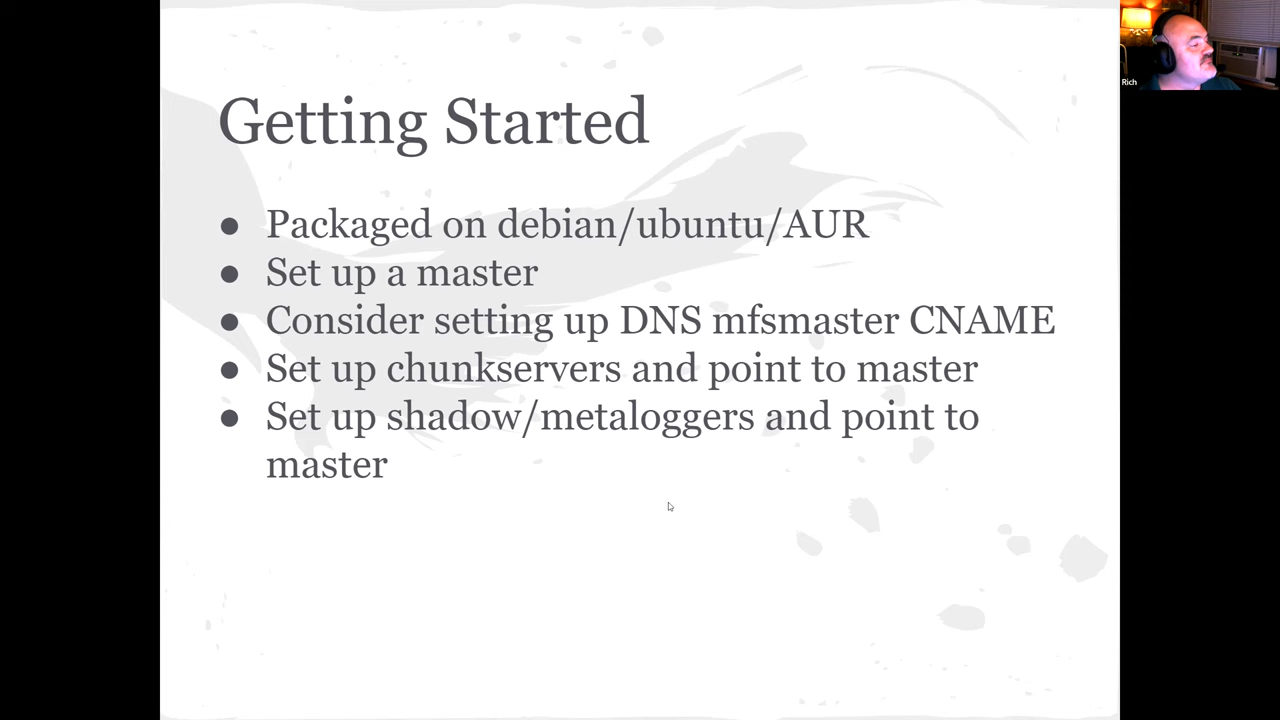 Rich
Getting Started
● Packaged on debian/ubuntu/AUR
● Set up a master
● Consider setting up DNS mfsmaster CNAME
● Set up chunkservers and point to master
● Set up shadow/metaloggers and point to
master